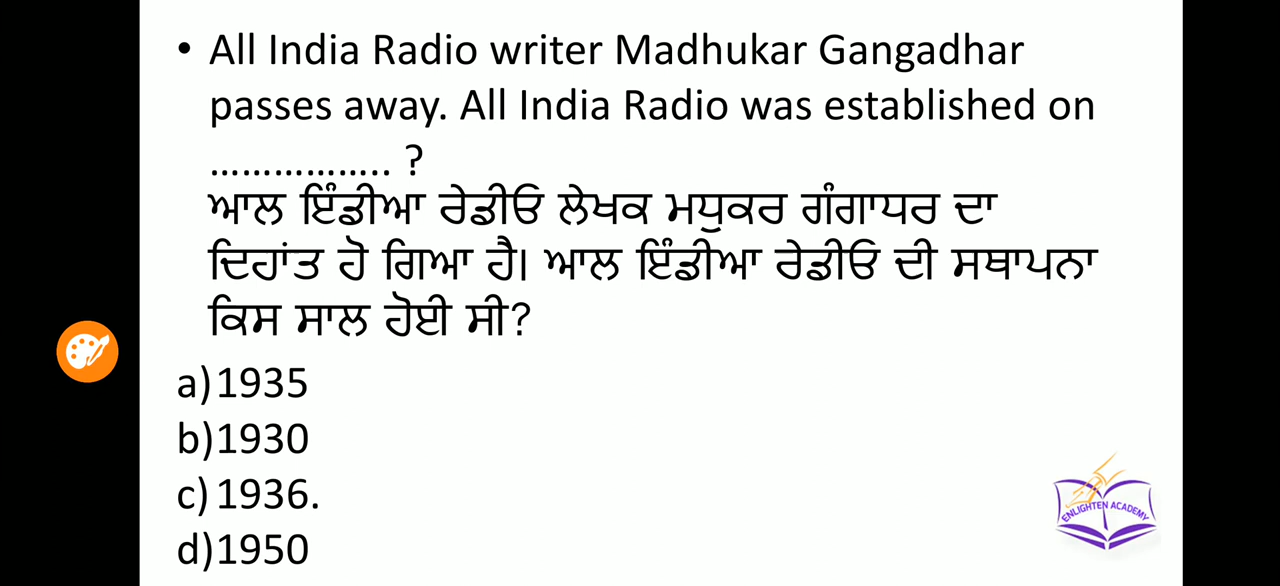 • All India Radio writer Madhukar Gangadhar
passes away. All India Radio was established on
…………….. ?
ਆਲ ਇੰਡੀਆ ਰੇਡੀਓ ਲੇਖਕ ਮਧੁਕਰ ਗੰਗਾਧਰ ਦਾ
ਦਿਹਾਂਤ ਹੋ ਗਿਆ ਹੈ। ਆਲ ਇੰਡੀਆ ਰੇਡੀਓ ਦੀ ਸਥਾਪਨਾ
ਕਿਸ ਸਾਲ ਹੋਈ ਸੀ?
a) 1935
b) 1930
c) 1936.
d) 1950
ENLIGHTEN ACADEMY